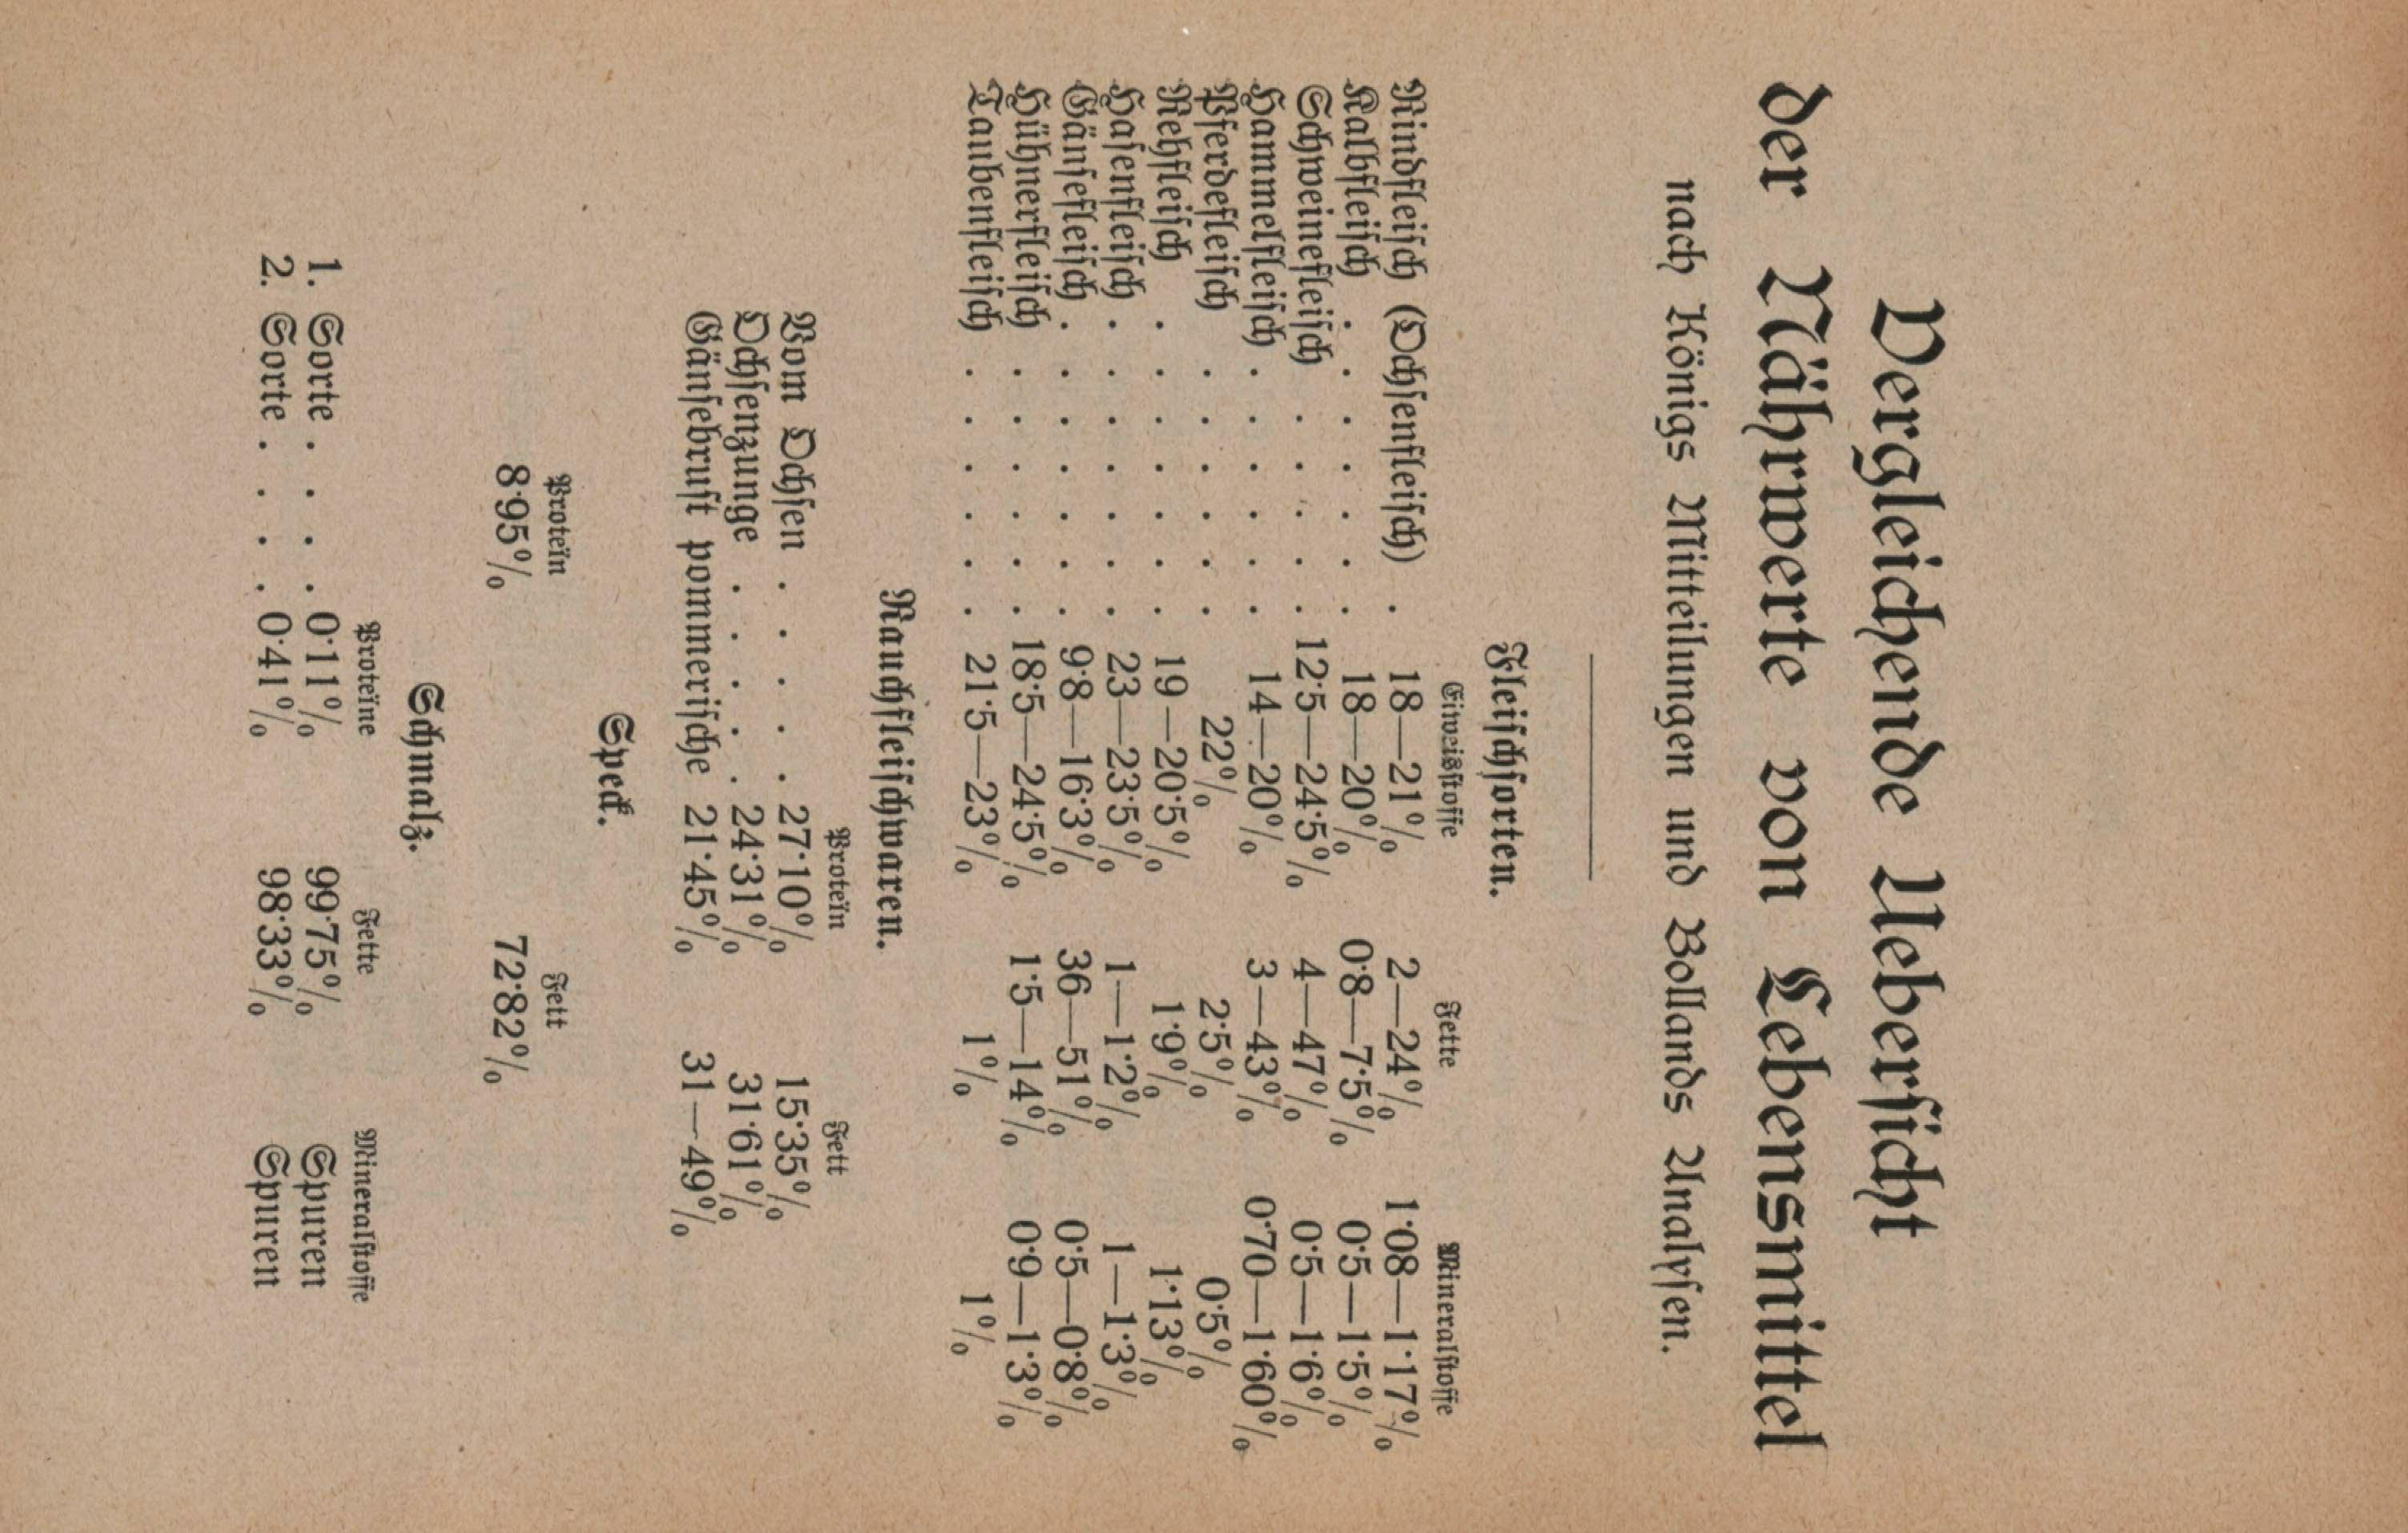 Vergleichende Uebersicht
der Nährwerte von Lebensmittel
nach Königs Mitteilungen und Bollands Analysen.
Fleischsorten.
Eiweisstoffe Fette Mineralstoffe
Rindfleisch (Ochsenfleisch) . 18—21% 2—24% 1·08—1·17%
Kalbfleisch . . . . . . . 18—20% 0·8—7·5% 0·5—1·5%
Schweinefleisch . . . . . 12·5—24·5% 4—47% 0·5—1·6%
Hammelfleisch . . . . . . 14—20% 3—43% 0·70—1·60%
Pferdefleisch . . . . . . 22% 2·5% 0·5%
Rehfleisch . . . . . . . 19—20·5% 1·9% 1·13%
Hasenfleisch . . . . . . . 23—23·5% 1—1·2% 1—1·3%
Gänsefleisch . . . . . . . 9·8—16·3% 36—51% 0·5—0·8%
Hühnerfleisch . . . . . . 18·5—24·5% 1·5—14% 0·9—1·3%
Taubenfleisch . . . . . . 21·5—23% 1% 1%
Rauchfleischwaren.
Proteïn Fett
Vom Ochsen . . . . . 27·10% 15·35%
Ochsenzunge . . . . . 24·31% 31·61%
Gänsebrust pommerische 21·45% 31—49%
Speck.
Proteïn Fett
8·95% 72·82%
Schmalz.
Proteïne Fette Mineralstoffe
1. Sorte . . . . 0·11% 99·75% Spuren
2. Sorte . . . . 0·41% 98·33% Spuren